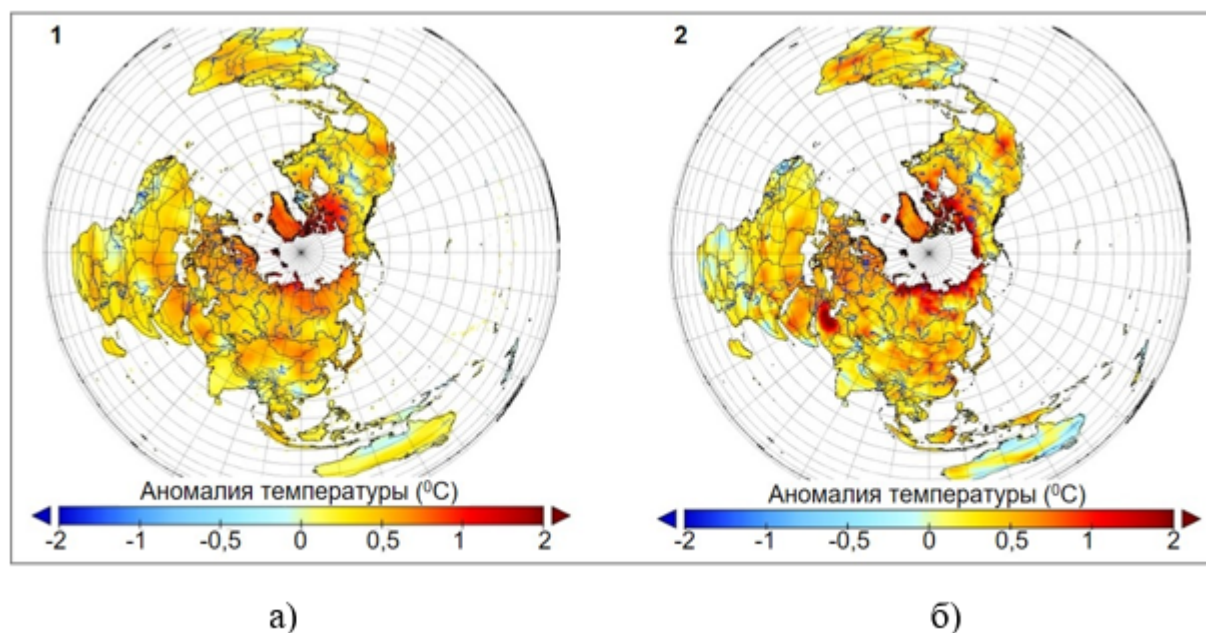 1
2
Аномалия температуры (⁰C)
-2 -1 -0,5 0 0,5 1 2
Аномалия температуры (⁰C)
-2 -1 -0,5 0 0,5 1 2
а)
б)